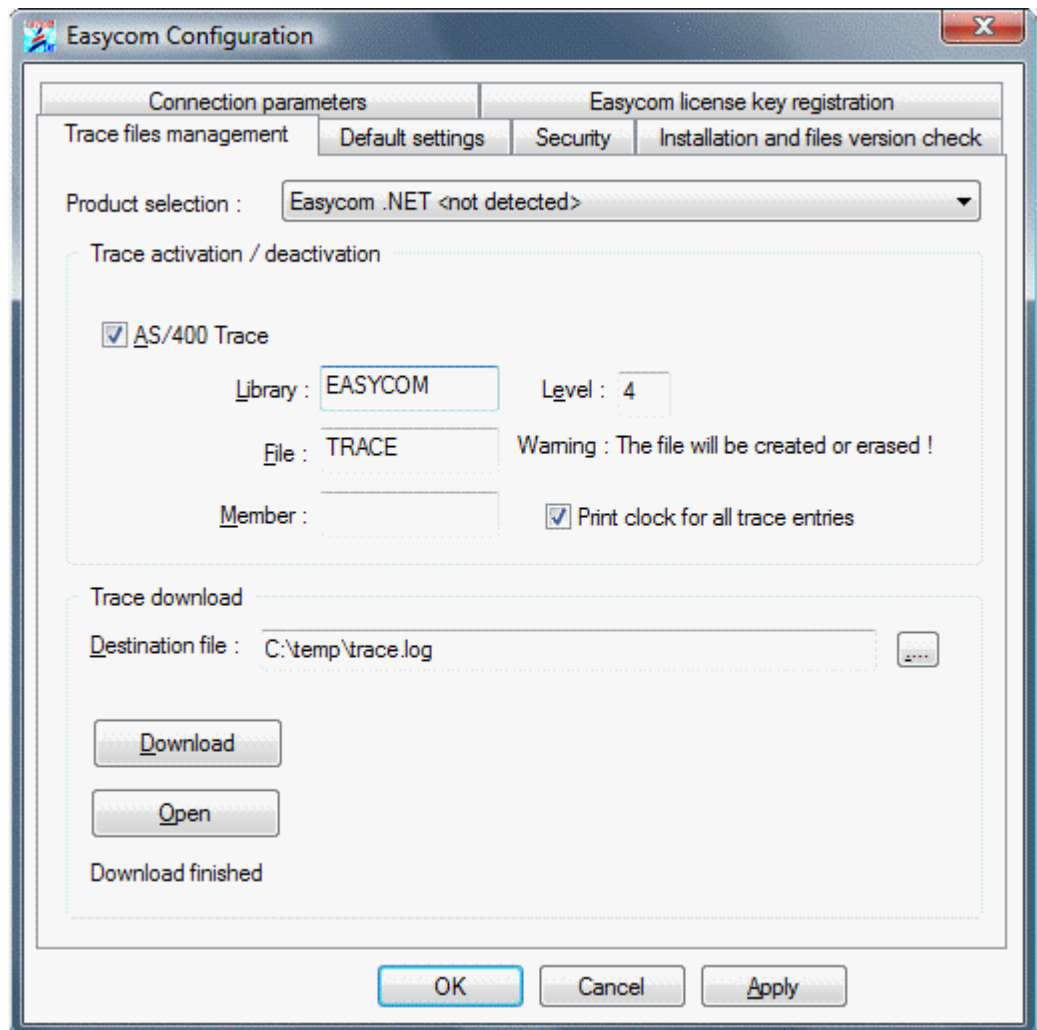 Easycom Configuration
Connection parameters Easycom license key registration
Trace files management Default settings Security Installation and files version check
Product selection : Easycom .NET <not detected>
Trace activation / deactivation
AS/400 Trace
Library : EASYCOM Level : 4
File : TRACE Warning : The file will be created or erased !
Member : Print clock for all trace entries
Trace download
Destination file : C:\temp\trace.log ....
Download
Open
Download finished
OK Cancel Apply